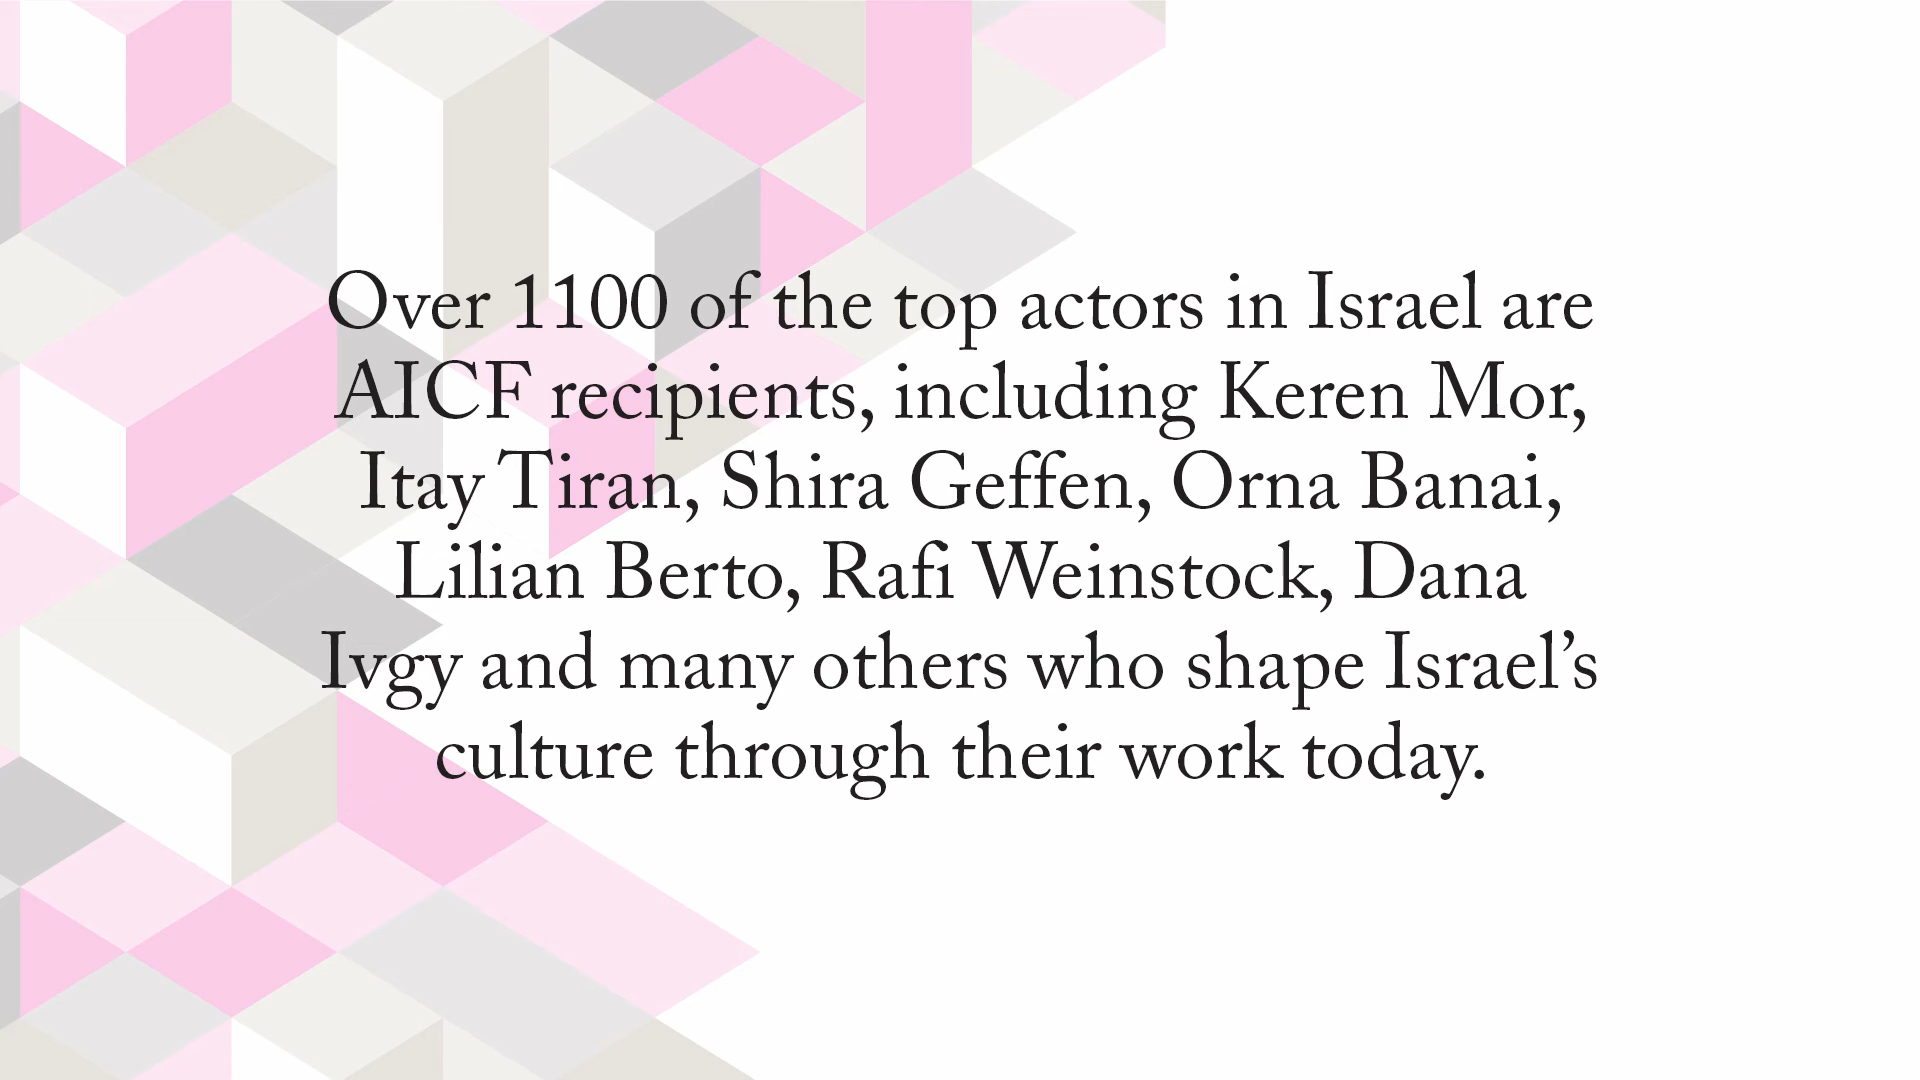 Over 1100 of the top actors in Israel are
AICF recipients, including Keren Mor,
Itay Tiran, Shira Geffen, Orna Banai,
Lilian Berto, Rafi Weinstock, Dana
Ivgy and many others who shape Israel’s
culture through their work today.